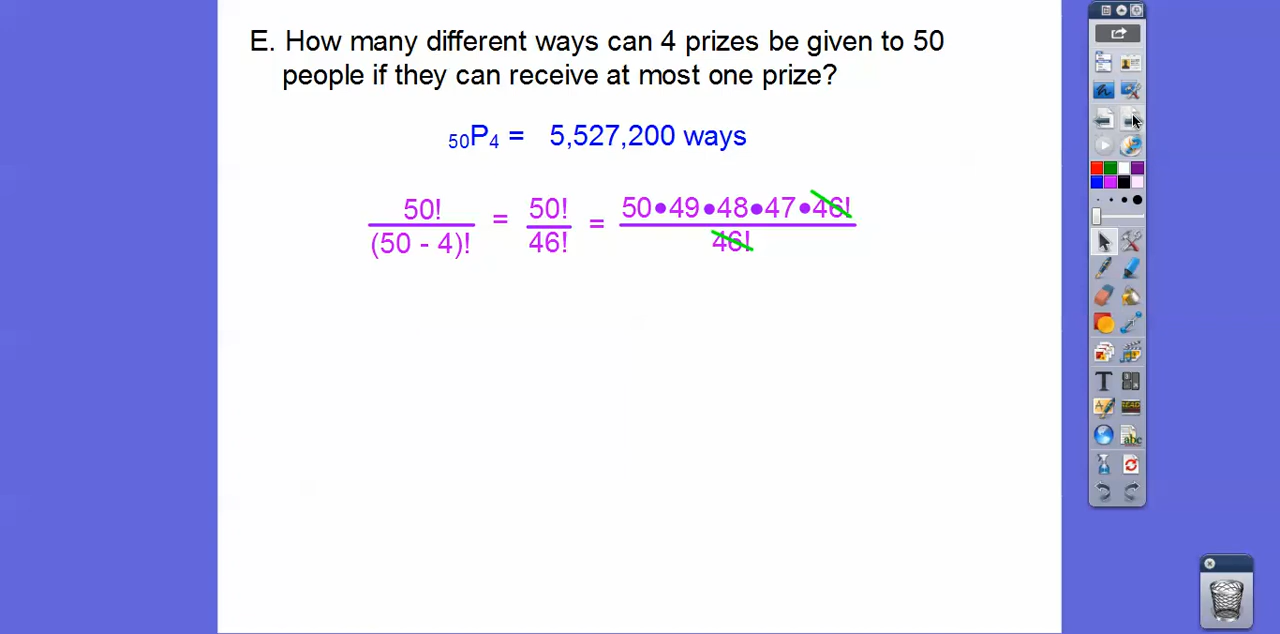 E. How many different ways can 4 prizes be given to 50
people if they can receive at most one prize?
₅₀P₄ = 5,527,200 ways
50! / (50 - 4)! = 50! / 46! = 50•49•48•47•46! / 46!